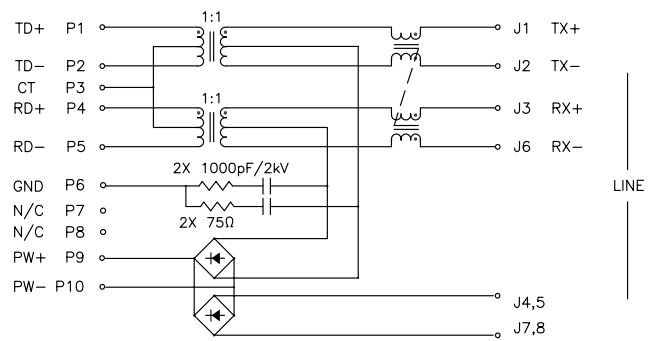 1:1
TD+ P1 J1 TX+
TD- P2 J2 TX-
CT P3
1:1
RD+ P4 J3 RX+
RD- P5 J6 RX-
2X 1000pF/2kV
GND P6
LINE
N/C P7
2X 75Ω
N/C P8
PW+ P9
PW- P10
J4,5
J7,8